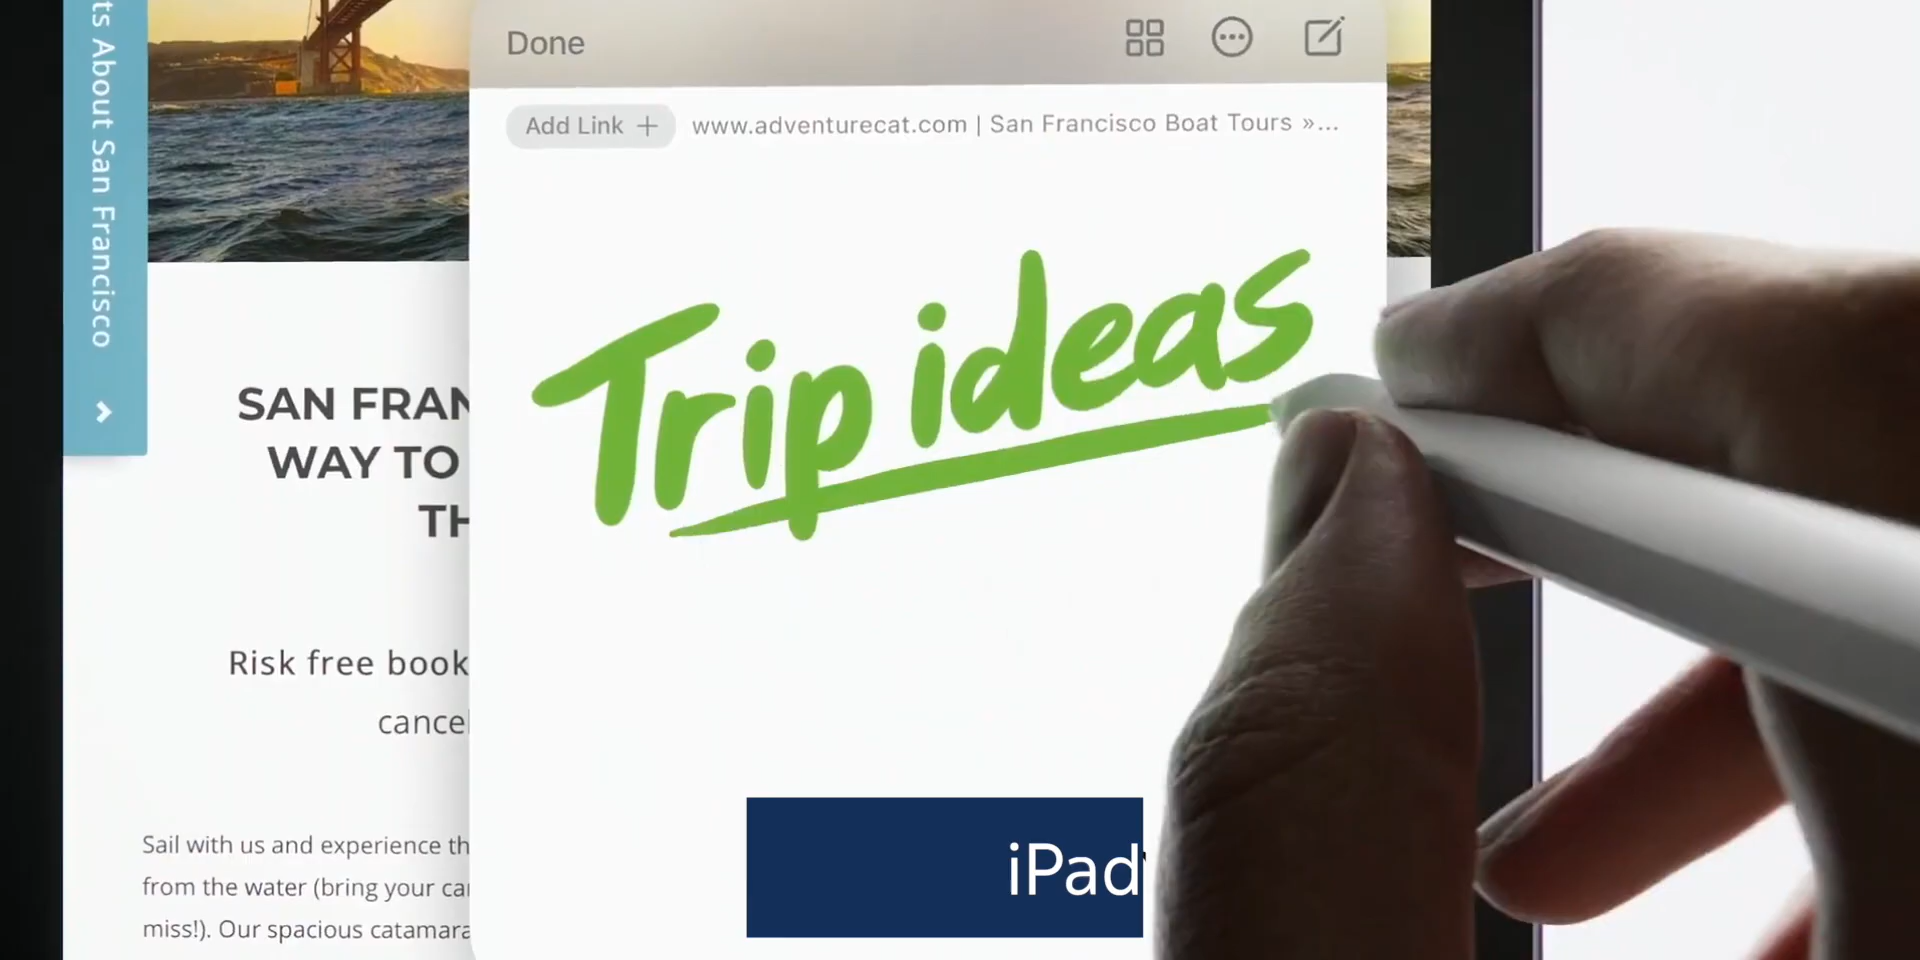 ts About San Francisco
Done
Add Link +
www.adventurecat.com | San Francisco Boat Tours »...
Trip ideas
SAN FRAN
WAY TO
TH
Risk free book
cancel
Sail with us and experience th
from the water (bring your ca
miss!). Our spacious catamara
iPad